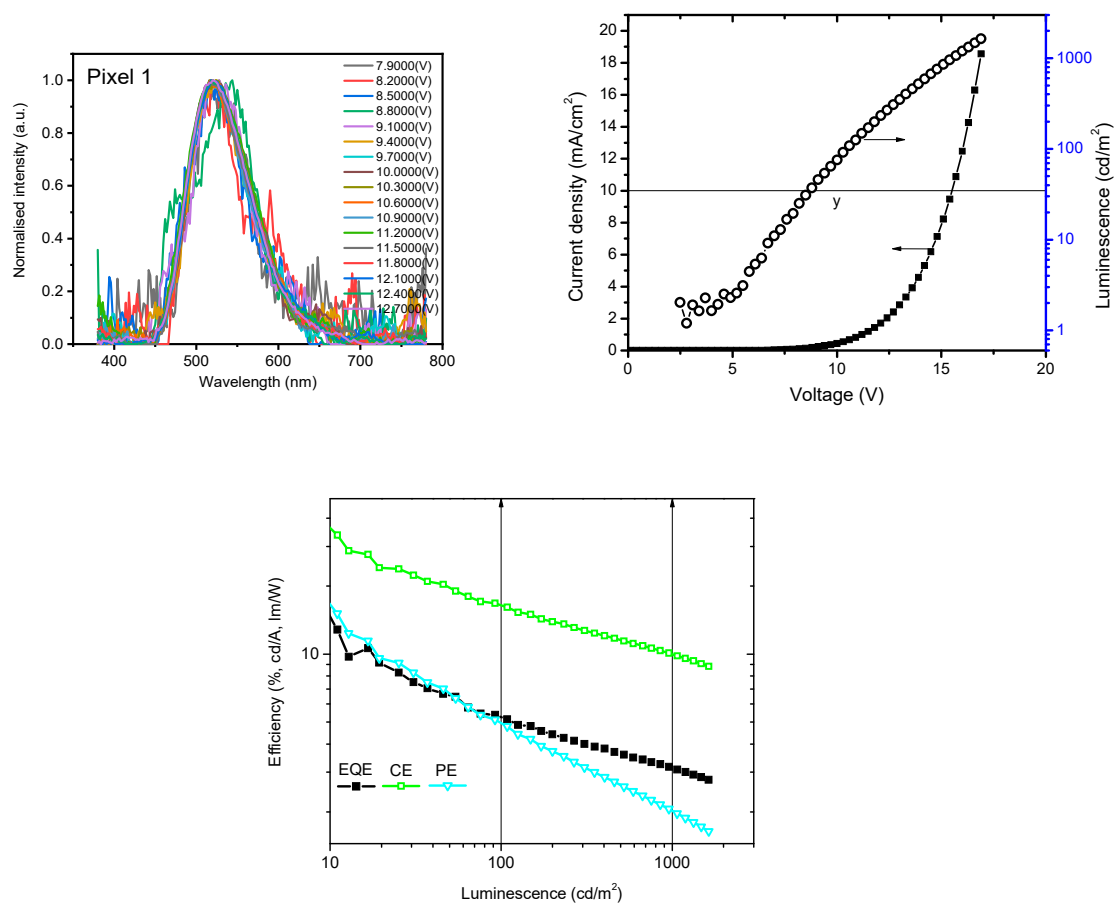 Pixel 1
Normalised intensity (a.u.)
1.0
0.8
0.6
0.4
0.2
0.0
400
500
600
700
800
Wavelength (nm)
7.9000(V)
8.2000(V)
8.5000(V)
8.8000(V)
9.1000(V)
9.4000(V)
9.7000(V)
10.0000(V)
10.3000(V)
10.6000(V)
10.9000(V)
11.2000(V)
11.5000(V)
11.8000(V)
12.1000(V)
12.4000(V)
12.7000(V)
Current density (mA/cm²)
20
18
16
14
12
10
8
6
4
2
0
0
5
10
15
20
Voltage (V)
y
1000
100
10
1
Luminescence (cd/m²)
Efficiency (%, cd/A, lm/W)
10
EQE CE PE
10
100
1000
Luminescence (cd/m²)